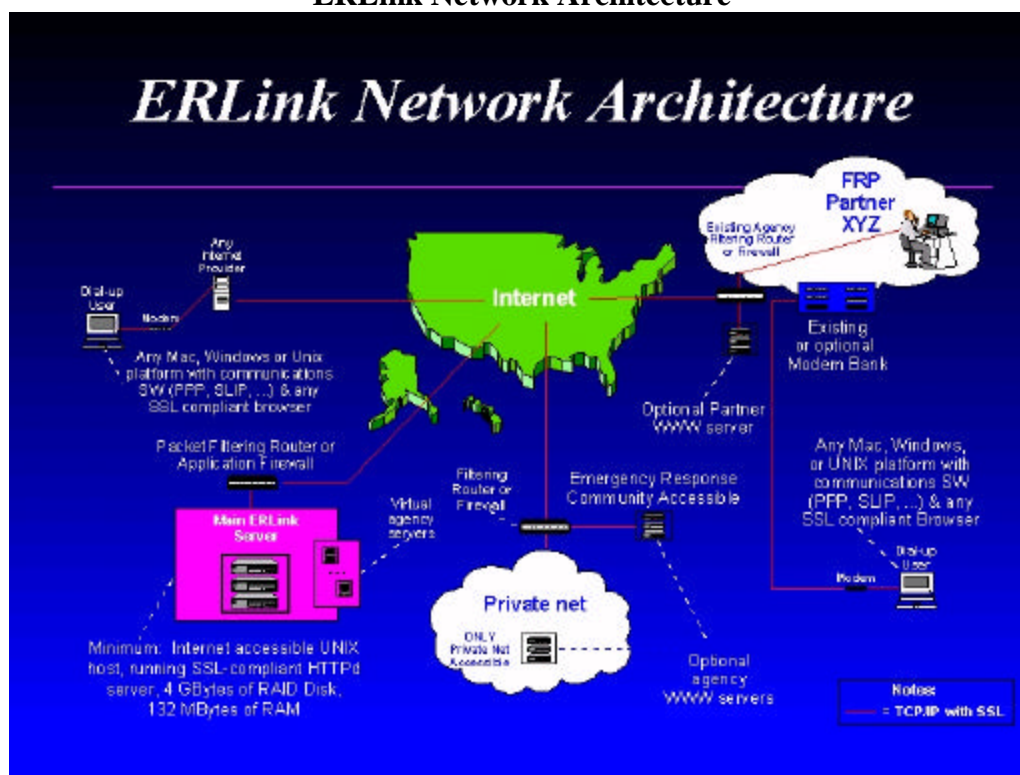 ERLink Network Architecture
ERLink Network Architecture
FRP
Partner
XYZ
Existing Agency
Filtering Router
or Firewall
Any
Internet
Provider
Dial-up
User
Modem
Internet
Existing
or optional
Modem Bank
Any Mac, Windows or Unix
platform with communications
SW (PPP, SLIP, ...) & any
SSL compliant browser
Optional Partner
WWW server
Packet Filtering Router or
Application Firewall
Filtering
Router or
Firewall
Emergency Response
Community Accessible
Any Mac, Windows,
or UNIX platform with
communications SW
(PPP, SLIP, ...) & any
SSL compliant Browser
Virtual
agency
servers
Main ERLink
Server
Dial-up
User
Modem
Private net
ONLY
Private Net
Accessible
Minimum: Internet accessible UNIX
host, running SSL-compliant HTTPd
server, 4 GBytes of RAID Disk,
132 MBytes of RAM
Optional
agency
WWW servers
Notes:
= TCP/IP with SSL